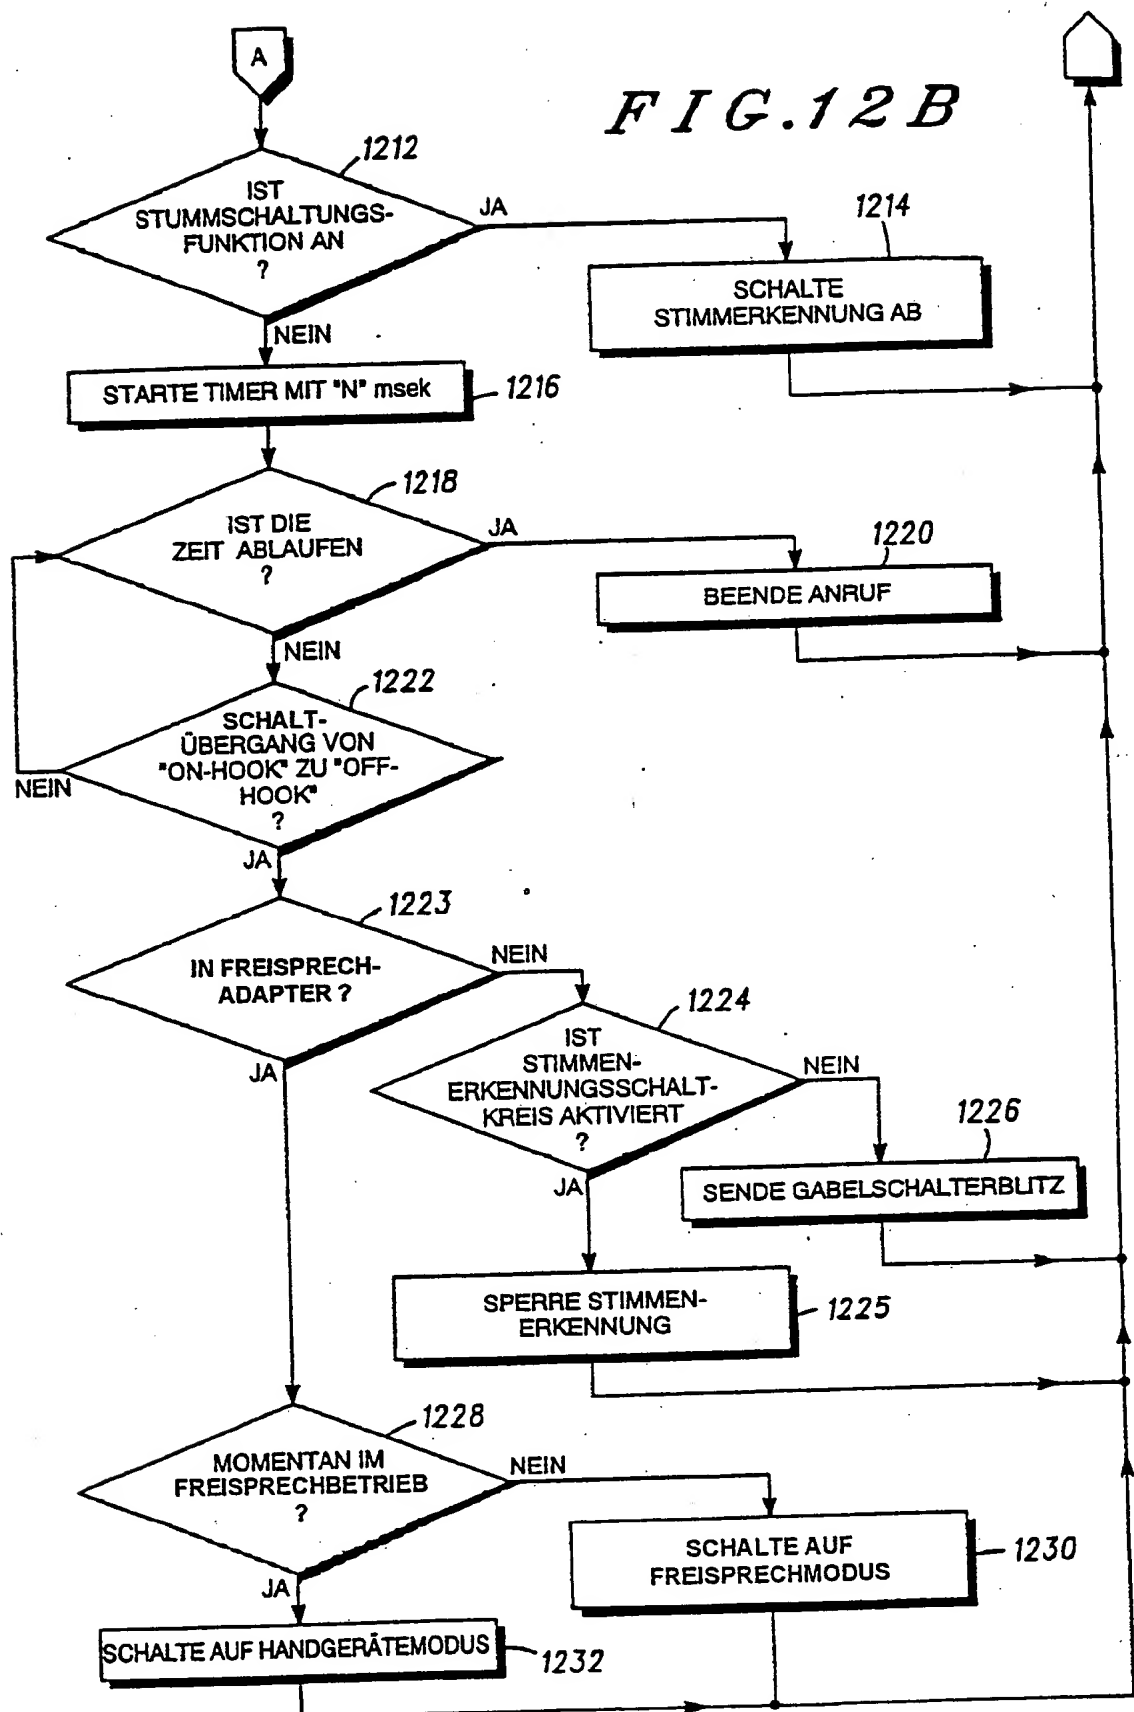 A
FIG.12B
1212
IST
STUMMSCHALTUNGS-
FUNKTION AN
?
JA
1214
SCHALTE
STIMMERKENNUNG AB
NEIN
STARTE TIMER MIT "N" msek
1216
1218
IST DIE
ZEIT ABLAUFEN
?
JA
1220
BEENDE ANRUF
NEIN
1222
SCHALT-
ÜBERGANG VON
"ON-HOOK" ZU "OFF-
HOOK"
?
NEIN
JA
1223
IN FREISPRECH-
ADAPTER ?
NEIN
JA
1224
IST
STIMMEN-
ERKENNUNGSSCHALT-
KREIS AKTIVIERT
?
NEIN
1226
SENDE GABELSCHALTERBLITZ
JA
SPERRE STIMMEN-
ERKENNUNG
1225
1228
MOMENTAN IM
FREISPRECHBETRIEB
?
NEIN
SCHALTE AUF
FREISPRECHMODUS
1230
JA
SCHALTE AUF HANDGERÄTEMODUS
1232